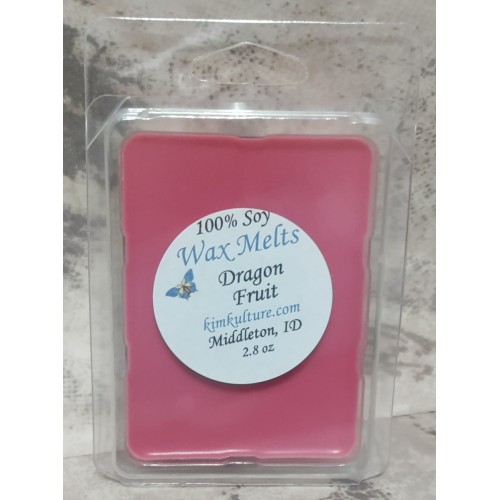 100% Soy
Wax Melts
Dragon
Fruit
kimkulture.com
Middleton, ID
2.8 oz